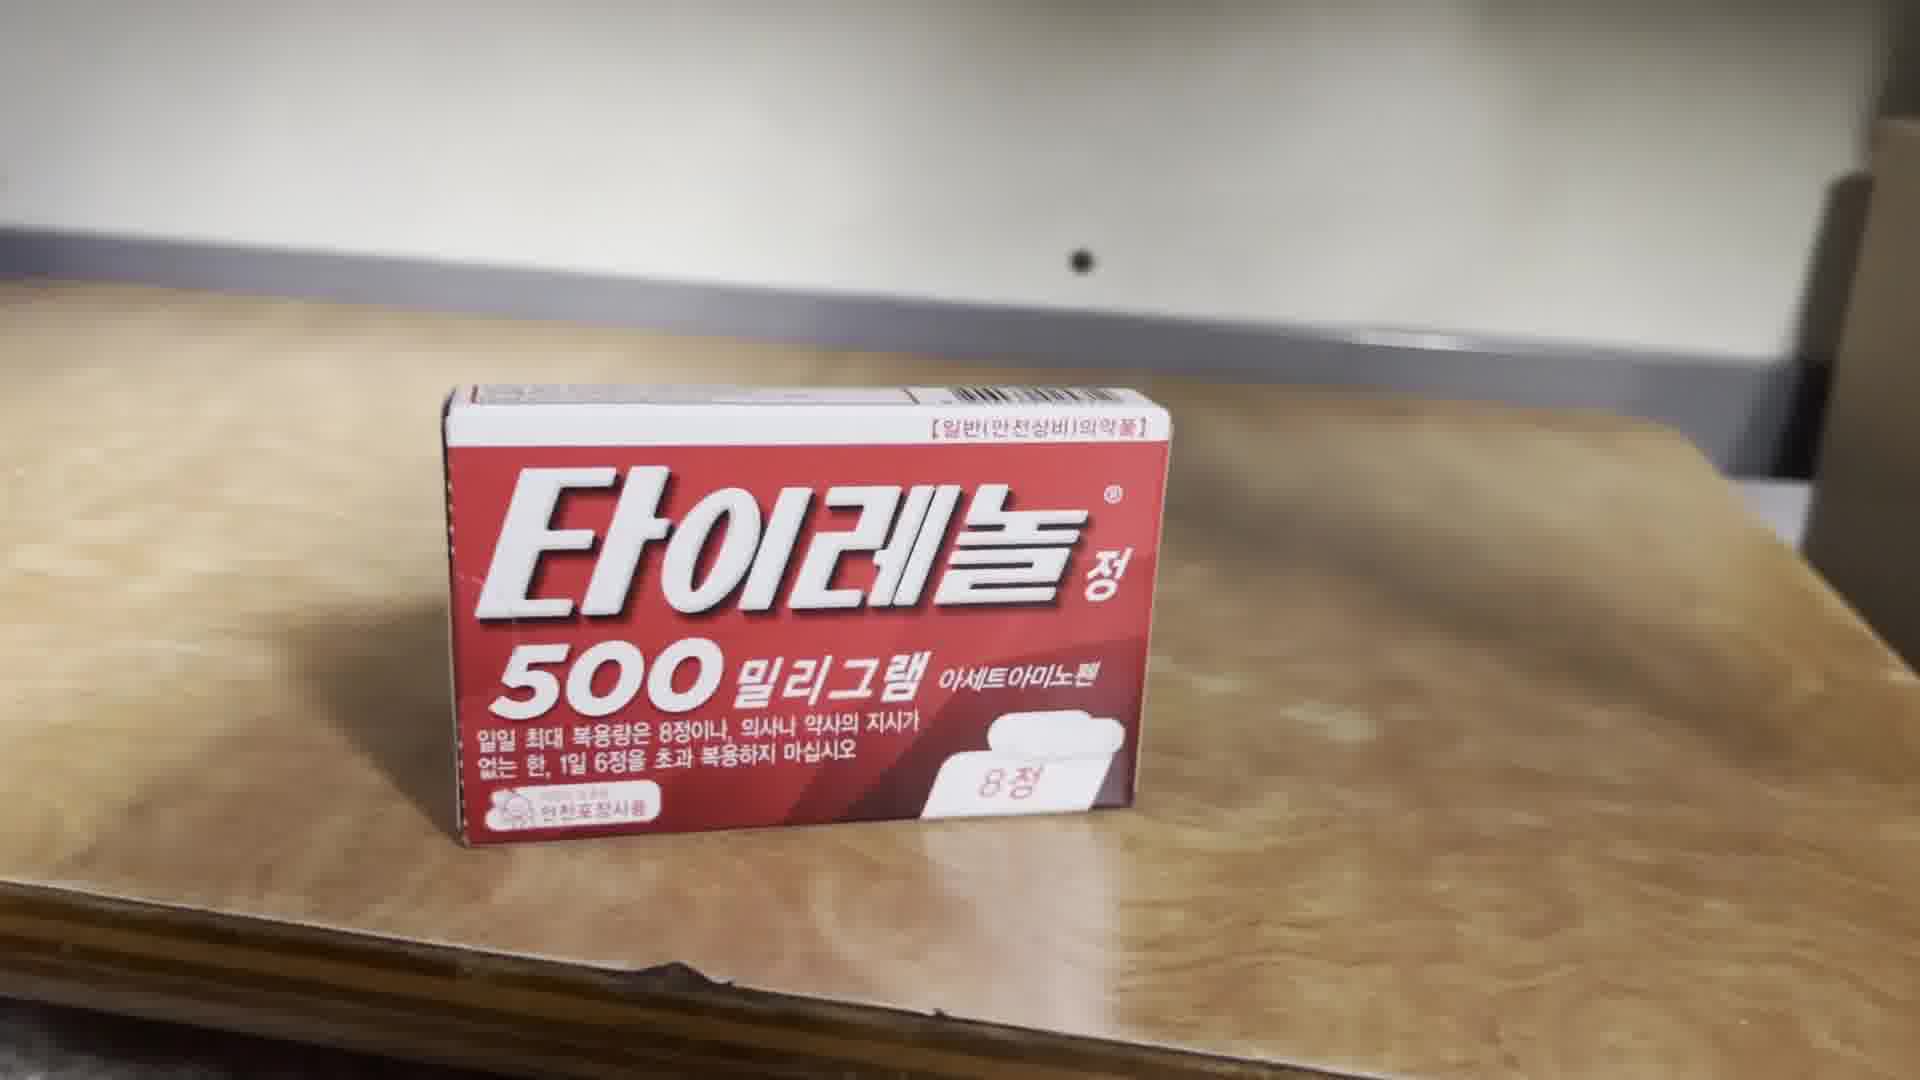 【일반(안전상비)의약품】
타이레놀®정
500밀리그램 아세트아미노펜
일일 최대 복용량은 8정이나, 의사나 약사의 지시가
없는 한, 1일 6정을 초과 복용하지 마십시오
안전포장사용
8정